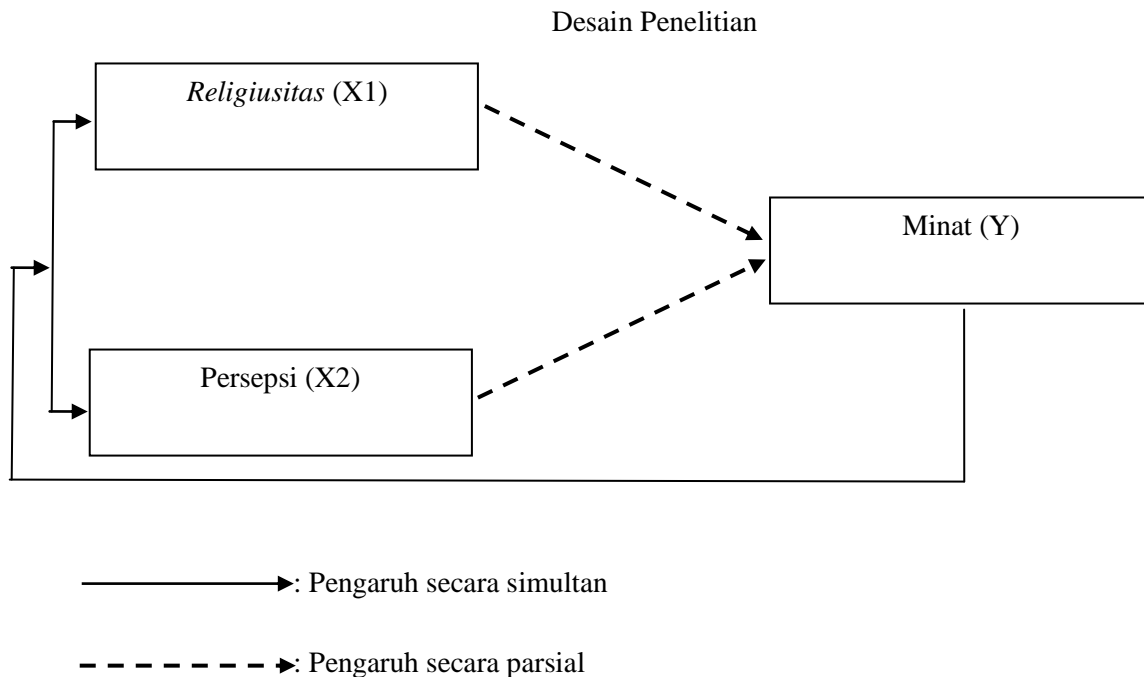 Desain Penelitian
Religiusitas (X1)
Minat (Y)
Persepsi (X2)
: Pengaruh secara simultan
: Pengaruh secara parsial